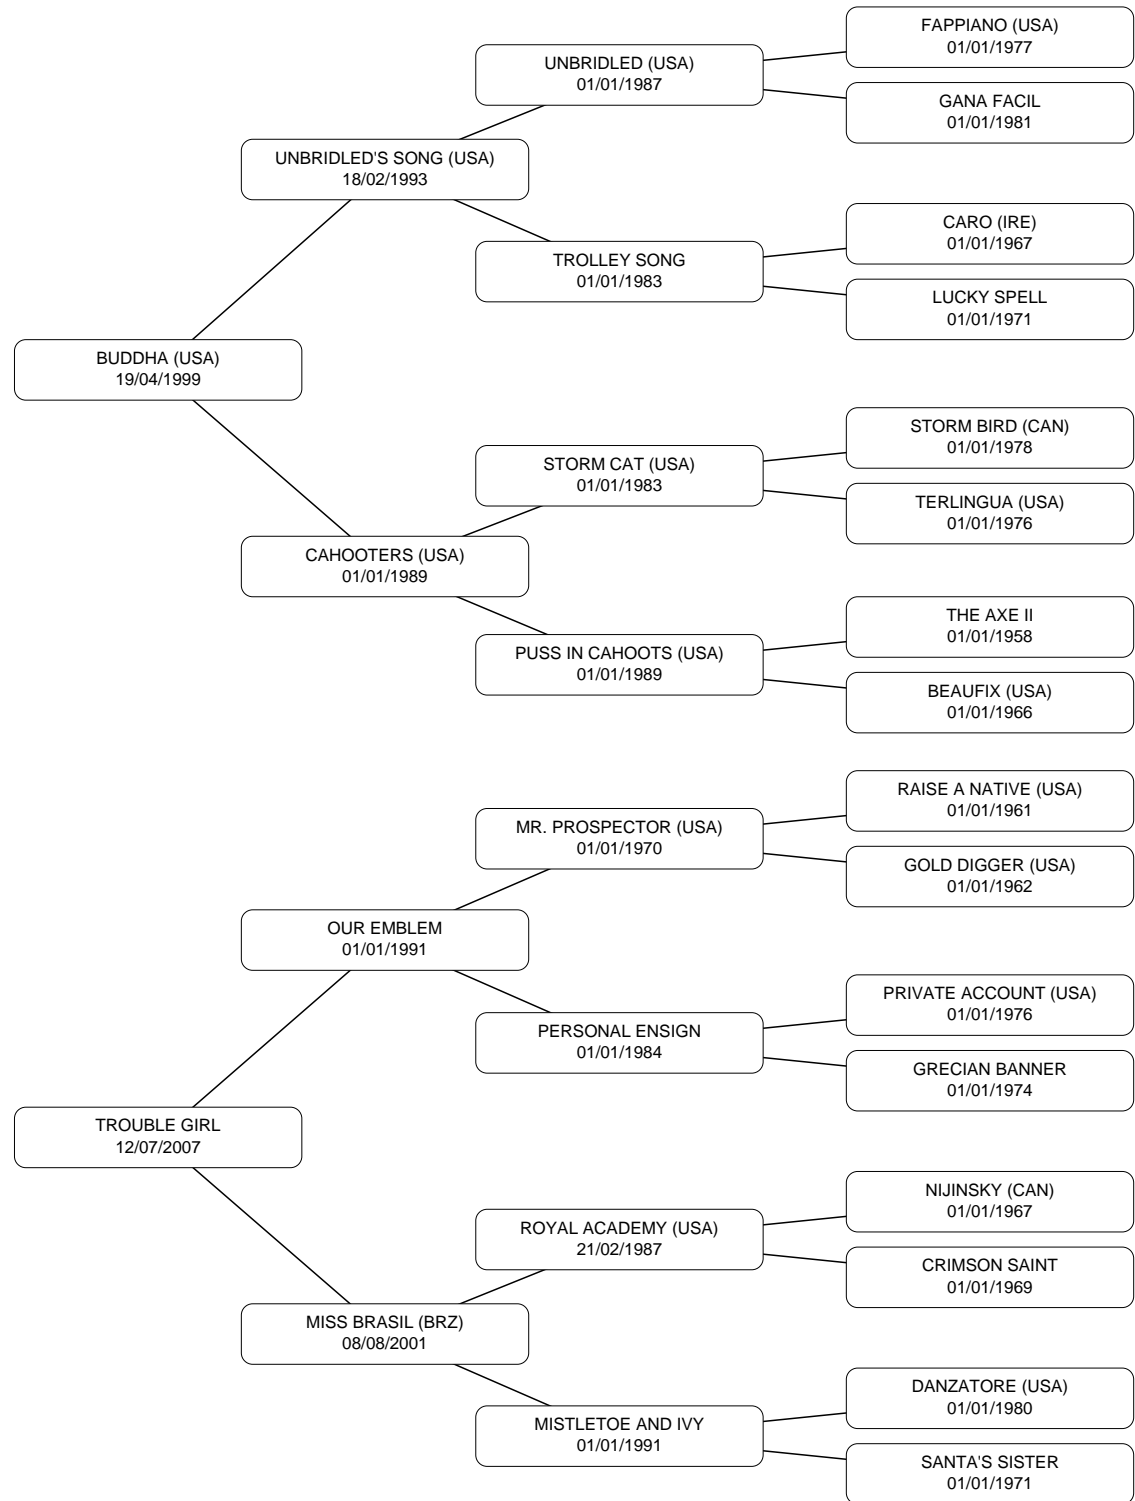 FAPPIANO (USA)
01/01/1977
UNBRIDLED (USA)
01/01/1987
GANA FACIL
01/01/1981
UNBRIDLED'S SONG (USA)
18/02/1993
CARO (IRE)
01/01/1967
TROLLEY SONG
01/01/1983
LUCKY SPELL
01/01/1971
BUDDHA (USA)
19/04/1999
STORM BIRD (CAN)
01/01/1978
STORM CAT (USA)
01/01/1983
TERLINGUA (USA)
01/01/1976
CAHOOTERS (USA)
01/01/1989
THE AXE II
01/01/1958
PUSS IN CAHOOTS (USA)
01/01/1989
BEAUFIX (USA)
01/01/1966
RAISE A NATIVE (USA)
01/01/1961
MR. PROSPECTOR (USA)
01/01/1970
GOLD DIGGER (USA)
01/01/1962
OUR EMBLEM
01/01/1991
PRIVATE ACCOUNT (USA)
01/01/1976
PERSONAL ENSIGN
01/01/1984
GRECIAN BANNER
01/01/1974
TROUBLE GIRL
12/07/2007
NIJINSKY (CAN)
01/01/1967
ROYAL ACADEMY (USA)
21/02/1987
CRIMSON SAINT
01/01/1969
MISS BRASIL (BRZ)
08/08/2001
DANZATORE (USA)
01/01/1980
MISTLETOE AND IVY
01/01/1991
SANTA'S SISTER
01/01/1971